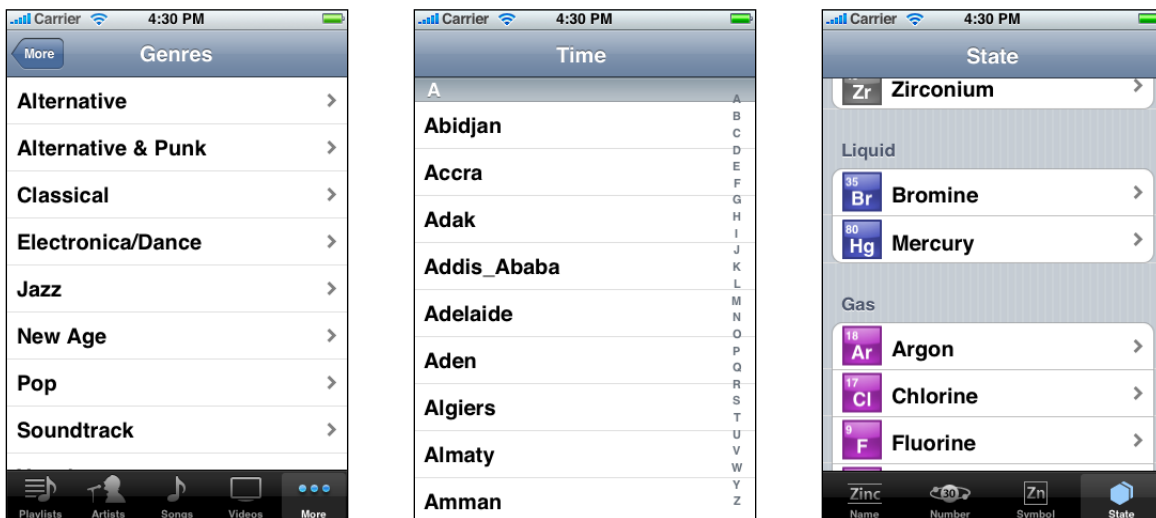 Carrier 4:30 PM
More Genres
Alternative
Alternative & Punk
Classical
Electronica/Dance
Jazz
New Age
Pop
Soundtrack
Playlists Artists Songs Videos More
Carrier 4:30 PM
Time
A
Abidjan
Accra
Adak
Addis_Ababa
Adelaide
Aden
Algiers
Almaty
Amman
A
B
C
D
E
F
G
H
I
J
K
L
M
N
O
P
Q
R
S
T
U
V
W
Y
Z
Carrier 4:30 PM
State
Zr Zirconium
Liquid
35
Br Bromine
80
Hg Mercury
Gas
18
Ar Argon
17
Cl Chlorine
9
F Fluorine
Zinc 30 Zn
Name Number Symbol State